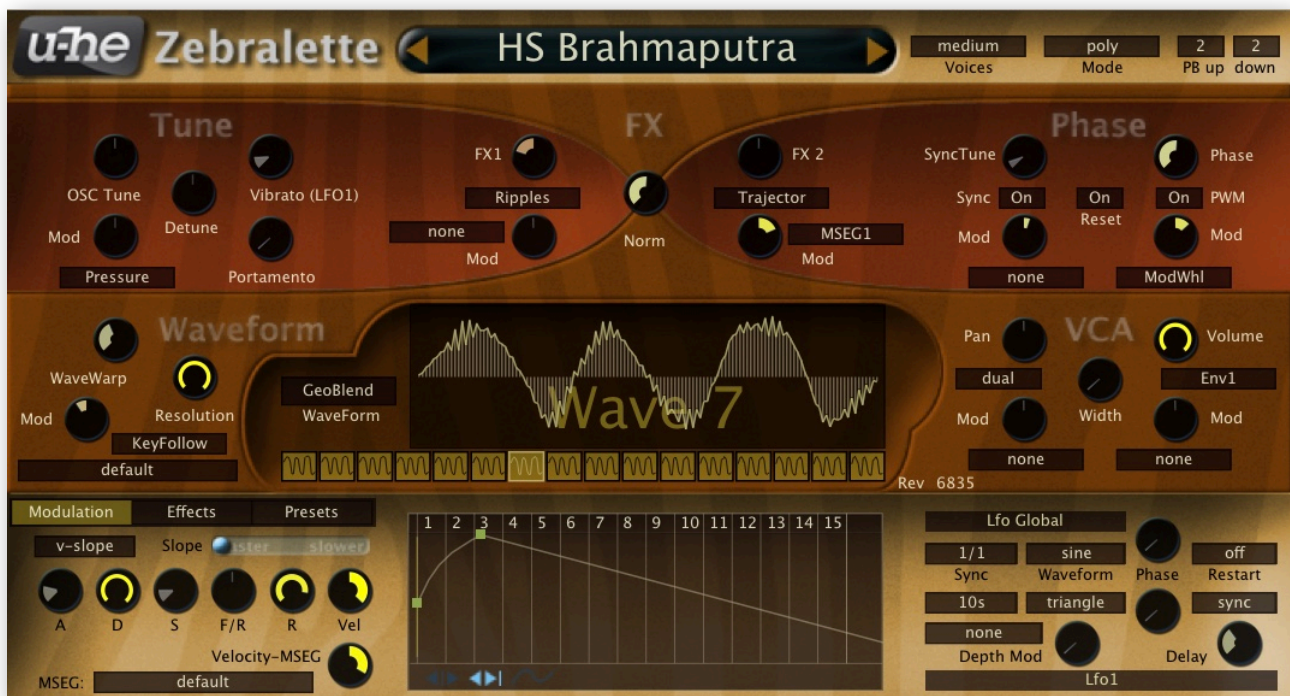 u-he Zebralette
HS Brahmaputra
medium
Voices
poly
Mode
2 2
PB up down
Tune
OSC Tune
Vibrato (LFO1)
Detune
Mod
Pressure
Portamento
FX
FX1
Ripples
none
Mod
Norm
FX 2
Trajector
MSEG1
Mod
Phase
SyncTune
Phase
Sync On
On
Reset
On PWM
Mod
none
Mod
ModWhl
Waveform
WaveWarp
Resolution
Mod
KeyFollow
default
GeoBlend
WaveForm
Wave 7
VCA
Pan
Volume
dual
Env1
Width
Mod
Mod
none
none
Rev 6835
Modulation Effects Presets
v-slope
Slope
slower
A D S F/R R Vel
Velocity-MSEG
MSEG: default
1 2 3 4 5 6 7 8 9 10 11 12 13 14 15
Lfo Global
1/1
Sync
sine
Waveform
Phase
off
Restart
10s
triangle
sync
none
Depth Mod
Delay
Lfo1